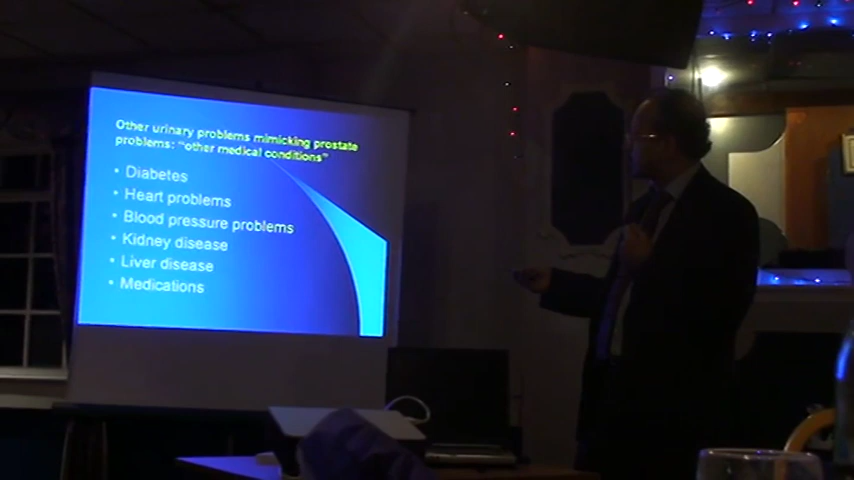 Other urinary problems mimicking prostate
problems: "other medical conditions"
• Diabetes
• Heart problems
• Blood pressure problems
• Kidney disease
• Liver disease
• Medications